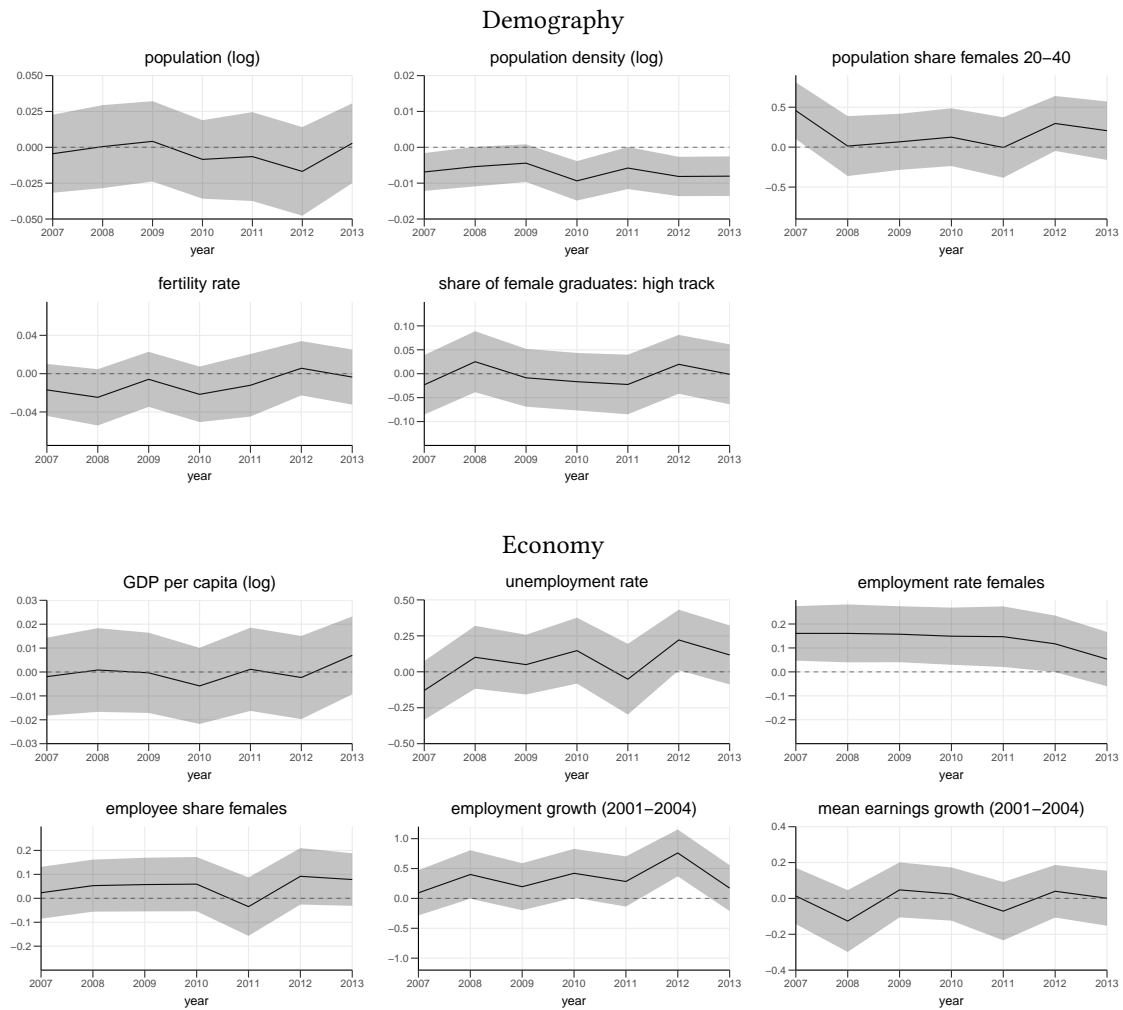 Demography
population (log)
0.050
0.025
0.000
−0.025
−0.050
2007 2008 2009 2010 2011 2012 2013
year
population density (log)
0.02
0.01
0.00
−0.01
−0.02
2007 2008 2009 2010 2011 2012 2013
year
population share females 20−40
0.5
0.0
−0.5
2007 2008 2009 2010 2011 2012 2013
year
fertility rate
0.04
0.00
−0.04
2007 2008 2009 2010 2011 2012 2013
year
share of female graduates: high track
0.10
0.05
0.00
−0.05
−0.10
2007 2008 2009 2010 2011 2012 2013
year
Economy
GDP per capita (log)
0.03
0.02
0.01
0.00
−0.01
−0.02
−0.03
2007 2008 2009 2010 2011 2012 2013
year
unemployment rate
0.50
0.25
0.00
−0.25
−0.50
2007 2008 2009 2010 2011 2012 2013
year
employment rate females
0.2
0.1
0.0
−0.1
−0.2
2007 2008 2009 2010 2011 2012 2013
year
employee share females
0.2
0.1
0.0
−0.1
−0.2
2007 2008 2009 2010 2011 2012 2013
year
employment growth (2001−2004)
1.0
0.5
0.0
−0.5
−1.0
2007 2008 2009 2010 2011 2012 2013
year
mean earnings growth (2001−2004)
0.4
0.2
0.0
−0.2
−0.4
2007 2008 2009 2010 2011 2012 2013
year